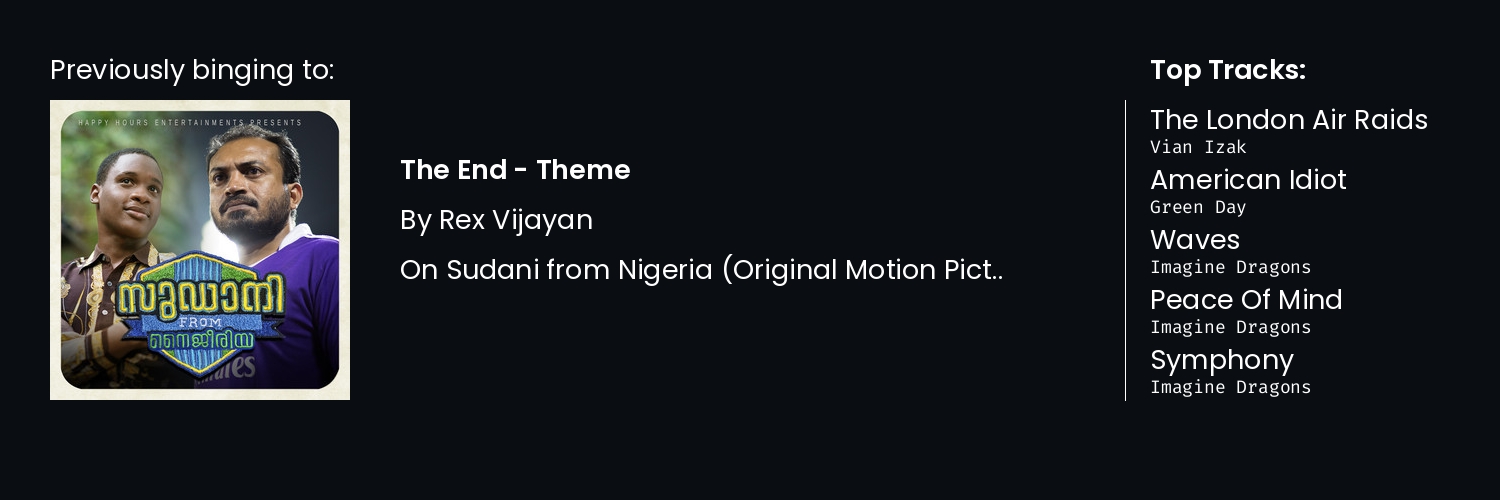 Previously binging to:
HAPPY HOURS ENTERTAINMENTS PRESENTS
സുഡാനി
FROM
നൈജീരിയ
The End - Theme
By Rex Vijayan
On Sudani from Nigeria (Original Motion Pict..
Top Tracks:
The London Air Raids
Vian Izak
American Idiot
Green Day
Waves
Imagine Dragons
Peace Of Mind
Imagine Dragons
Symphony
Imagine Dragons